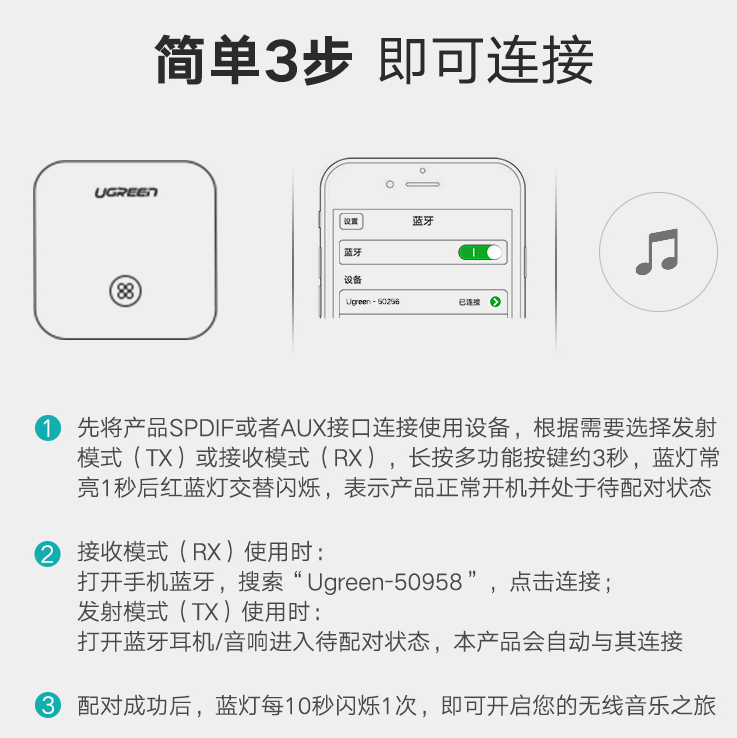 简单3步 即可连接
UGREEN
设置
蓝牙
蓝牙
设备
Ugreen - 50256
已连接
1 先将产品SPDIF或者AUX接口连接使用设备，根据需要选择发射
模式（TX）或接收模式（RX），长按多功能按键约3秒，蓝灯常
亮1秒后红蓝灯交替闪烁，表示产品正常开机并处于待配对状态
2 接收模式（RX）使用时：
打开手机蓝牙，搜索“Ugreen-50958”，点击连接；
发射模式（TX）使用时：
打开蓝牙耳机/音响进入待配对状态，本产品会自动与其连接
3 配对成功后，蓝灯每10秒闪烁1次，即可开启您的无线音乐之旅